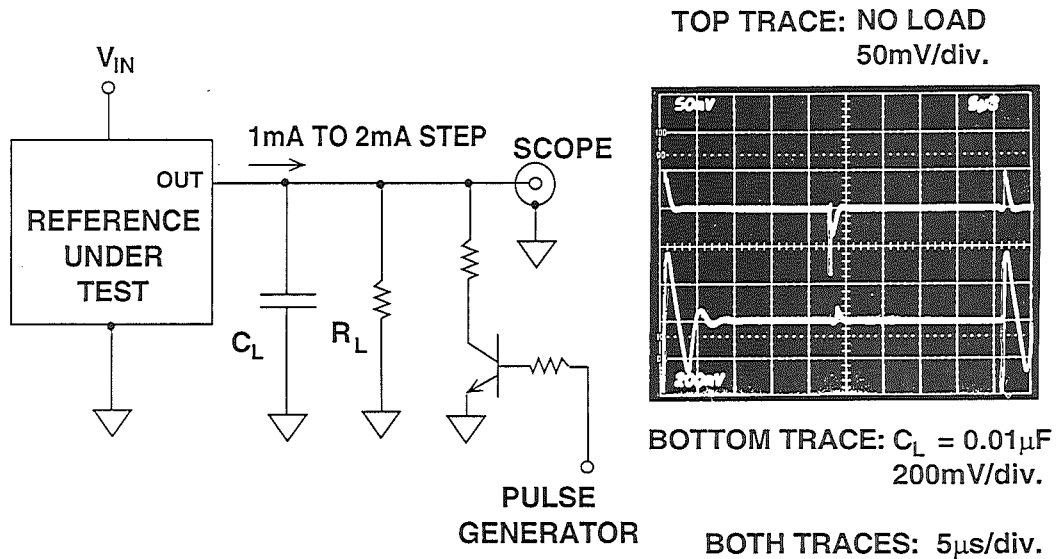 TOP TRACE: NO LOAD
50mV/div.
V_IN
1mA TO 2mA STEP
SCOPE
OUT
REFERENCE
UNDER
TEST
C_L
R_L
PULSE
GENERATOR
50mV
5µS
200mV
BOTTOM TRACE: C_L = 0.01µF
200mV/div.
BOTH TRACES: 5µs/div.